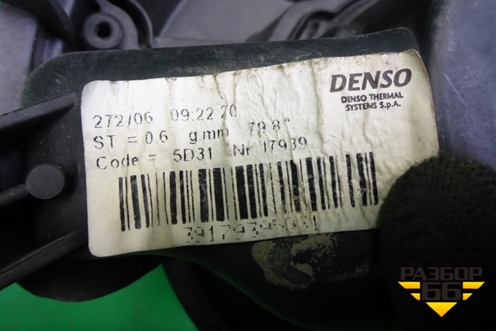 DENSO
DENSO THERMAL
SYSTEMS S.p.A.
272/06 09:22:20
ST = 0.6 g.mm 79.8°
Code = 5D31 Nr 17939
РАЗБОР
66